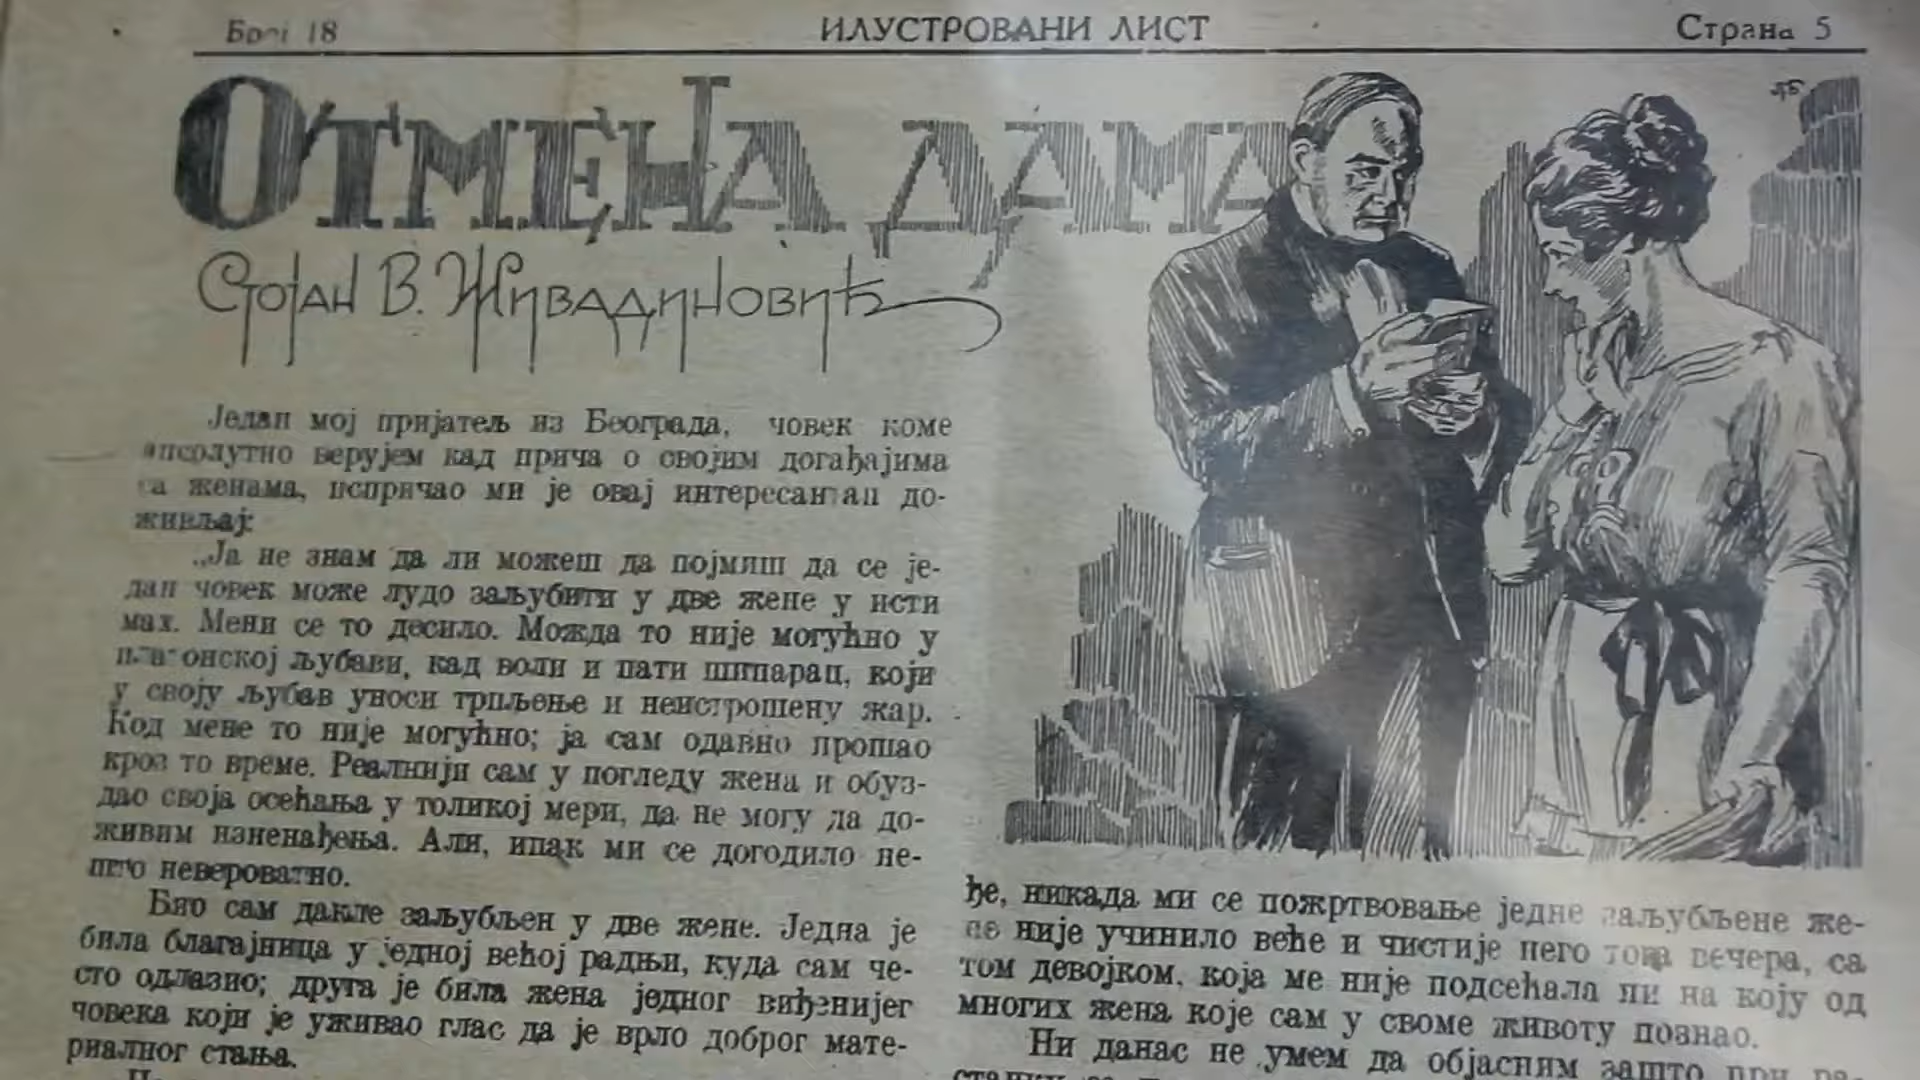 Број 18
ИЛУСТРОВАНИ ЛИСТ
Страна 5
ОТМЕНА ДАМА
Стојан В. Живадиновић
Један мој пријатељ из Београда, човек коме
апсолутно верујем кад прича о својим догађајима
са женама, испричао ми је овај интересантан до-
живљај:
„Ја не знам да ли можеш да појмиш да се је-
дан човек може лудо заљубити у две жене у исти
мах. Мени се то десило. Можда то није могућно у
платонској љубави, кад воли и пати шипарац, који
у своју љубав уноси трпљење и неистрошену жар.
Код мене то није могућно; ја сам одавно прошао
кроз то време. Реалнији сам у погледу жена и обуз-
дао своја осећања у толикој мери, да не могу да до-
живим изненађења. Али, ипак ми се догодило не-
што невероватно.
Био сам дакле заљубљен у две жене. Једна је
била благајница у једној већој радњи, куда сам че-
сто одлазио; друга је била жена једног виђенијег
човека који је уживао глас да је врло доброг мате-
ријалног стања.
ђе, никада ми се пожртвовање једне заљубљене же-
не није учинило веће и чистије него тога вечера, са
том девојком, која ме није подсећала ни на коју од
многих жена које сам у своме животу познао.
Ни данас не умем да објасним зашто при ра-